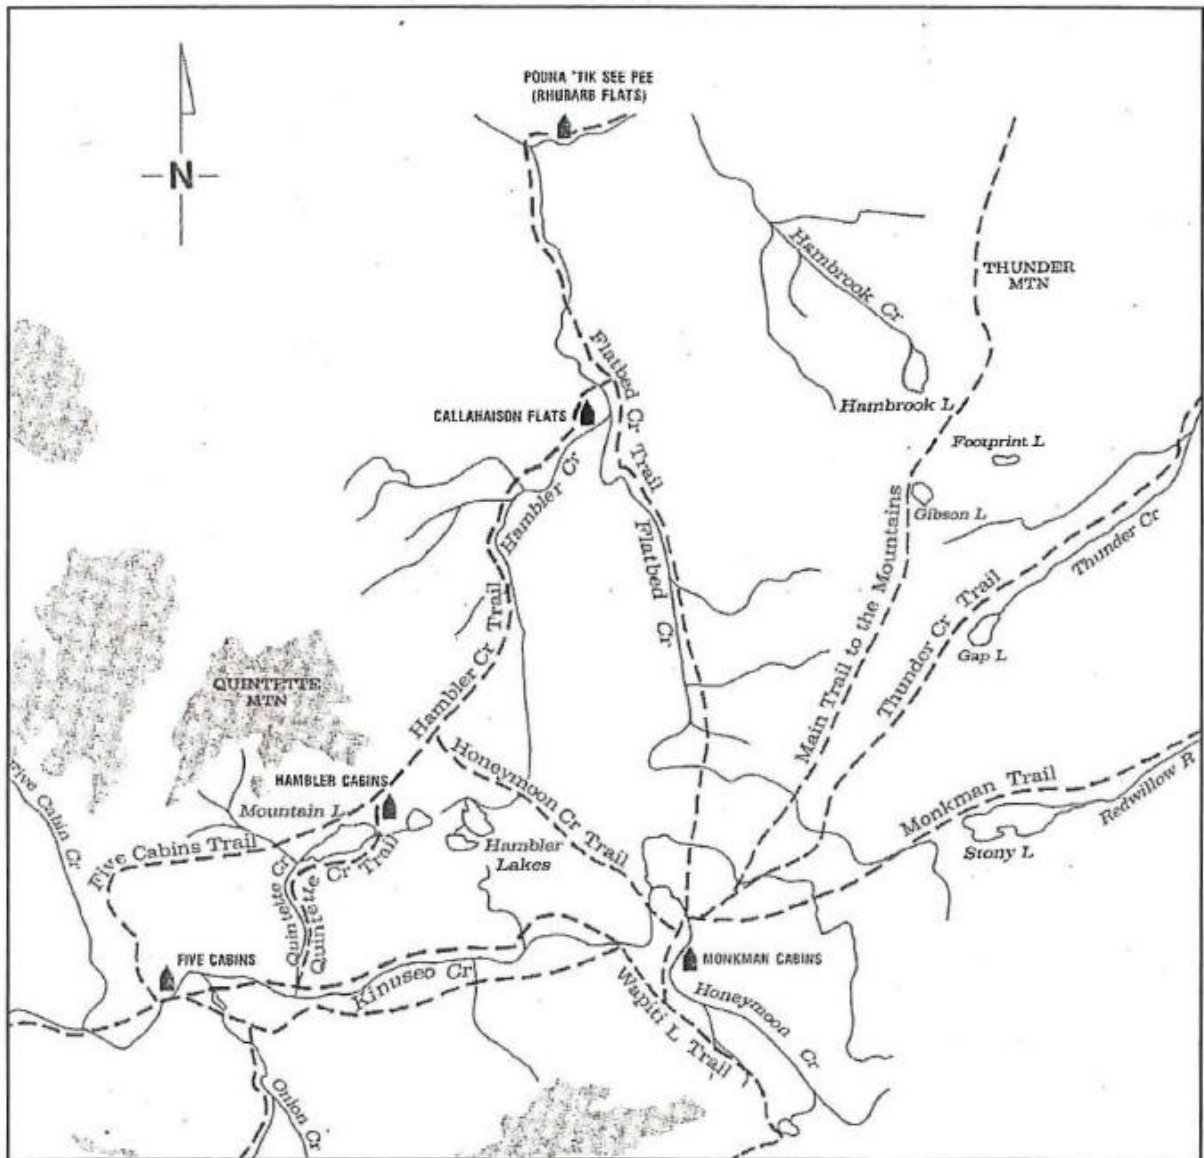 POUNA 'TIK SEE PEE
(RHUBARB FLATS)
N
Hambrook Cr
THUNDER
MTN
Flatbed Cr Trail
Hambrook L
CALLAHAISON FLATS
Footprint L
Hambler Cr
Gibson L
Flatbed Cr
Main Trail to the Mountains
Thunder Cr
Thunder Cr Trail
Gap L
Hambler Cr Trail
QUINTETTE
MTN
Honeymoon Cr Trail
HAMBLER CABINS
Mountain L
Five Cabin Cr
Monkman Trail
Redwillow R
Five Cabins Trail
Hambler
Lakes
Stony L
Quintette Cr
Quintette Cr Trail
FIVE CABINS
MONKMAN CABINS
Kinuseo Cr
Wapiti L Trail
Honeymoon Cr
Onion Cr